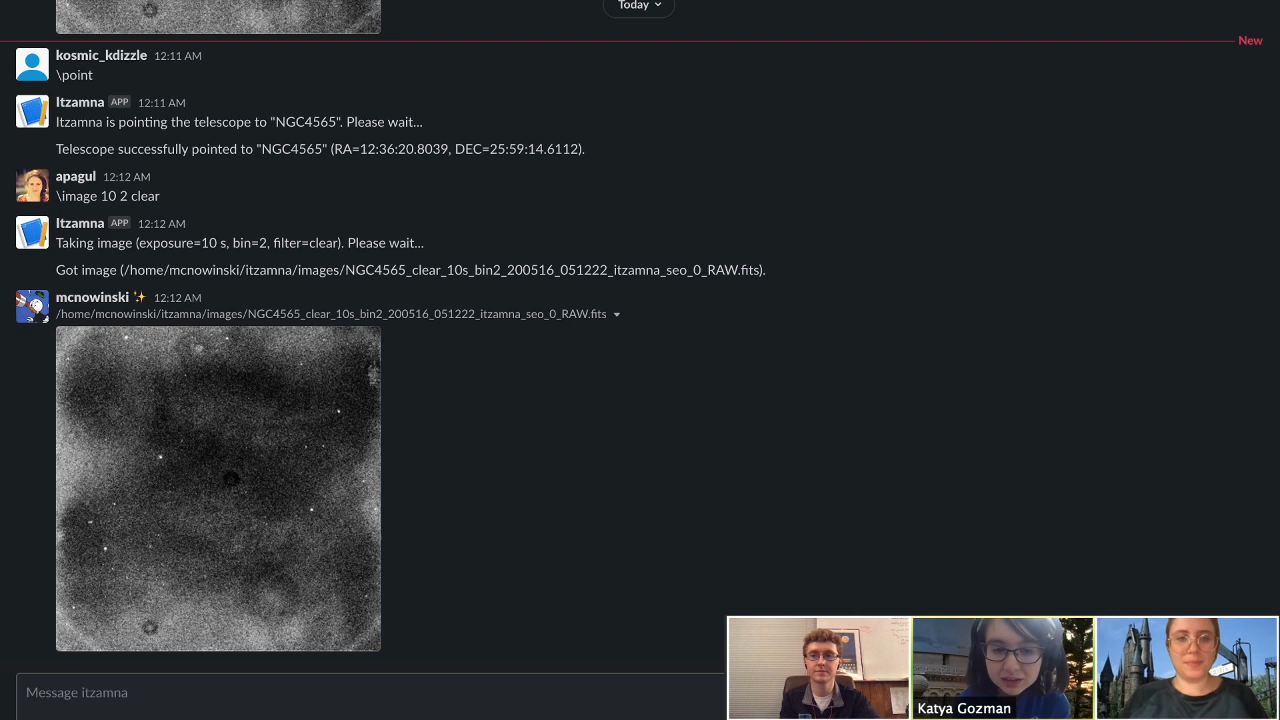 Today
New
kosmic_kdizzle 12:11 AM
\point
Itzamna APP 12:11 AM
Itzamna is pointing the telescope to "NGC4565". Please wait...
Telescope successfully pointed to "NGC4565" (RA=12:36:20.8039, DEC=25:59:14.6112).
apagul 12:12 AM
\image 10 2 clear
Itzamna APP 12:12 AM
Taking image (exposure=10 s, bin=2, filter=clear). Please wait...
Got image (/home/mcnowinski/itzamna/images/NGC4565_clear_10s_bin2_200516_051222_itzamna_seo_0_RAW.fits).
mcnowinski 12:12 AM
/home/mcnowinski/itzamna/images/NGC4565_clear_10s_bin2_200516_051222_itzamna_seo_0_RAW.fits
Message itzamna
Katya Gozman